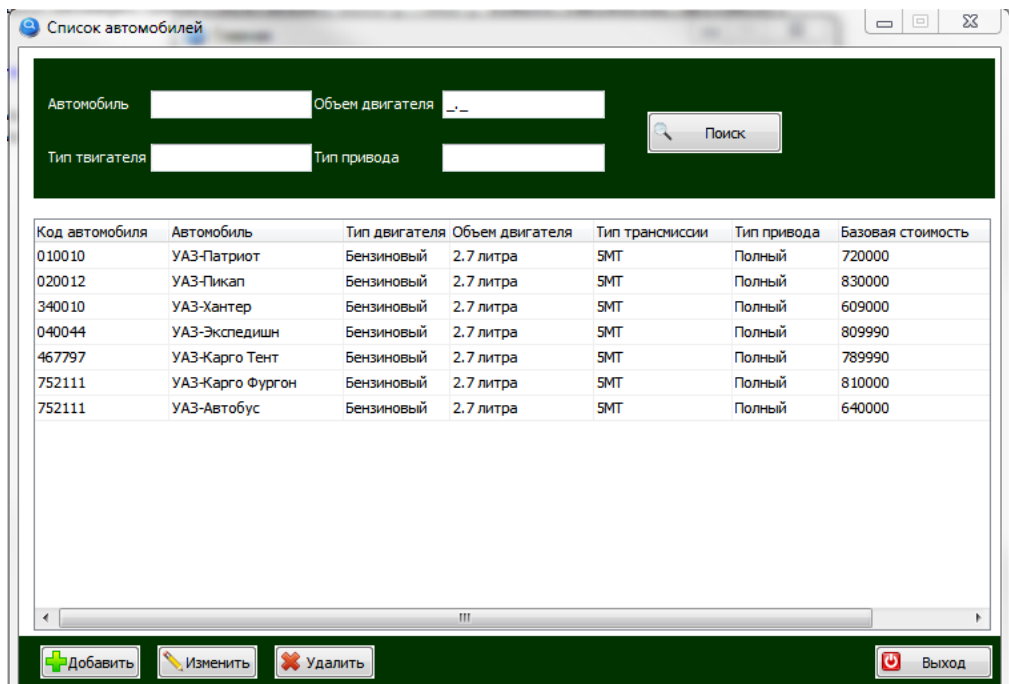 Список автомобилей
Автомобиль Объем двигателя _._
Поиск
Тип твигателя Тип привода
Код автомобиля Автомобиль Тип двигателя Объем двигателя Тип трансмиссии Тип привода Базовая стоимость
010010 УАЗ-Патриот Бензиновый 2.7 литра 5МТ Полный 720000
020012 УАЗ-Пикап Бензиновый 2.7 литра 5МТ Полный 830000
340010 УАЗ-Хантер Бензиновый 2.7 литра 5МТ Полный 609000
040044 УАЗ-Экспедишн Бензиновый 2.7 литра 5МТ Полный 809990
467797 УАЗ-Карго Тент Бензиновый 2.7 литра 5МТ Полный 789990
752111 УАЗ-Карго Фургон Бензиновый 2.7 литра 5МТ Полный 810000
752111 УАЗ-Автобус Бензиновый 2.7 литра 5МТ Полный 640000
Добавить Изменить Удалить Выход